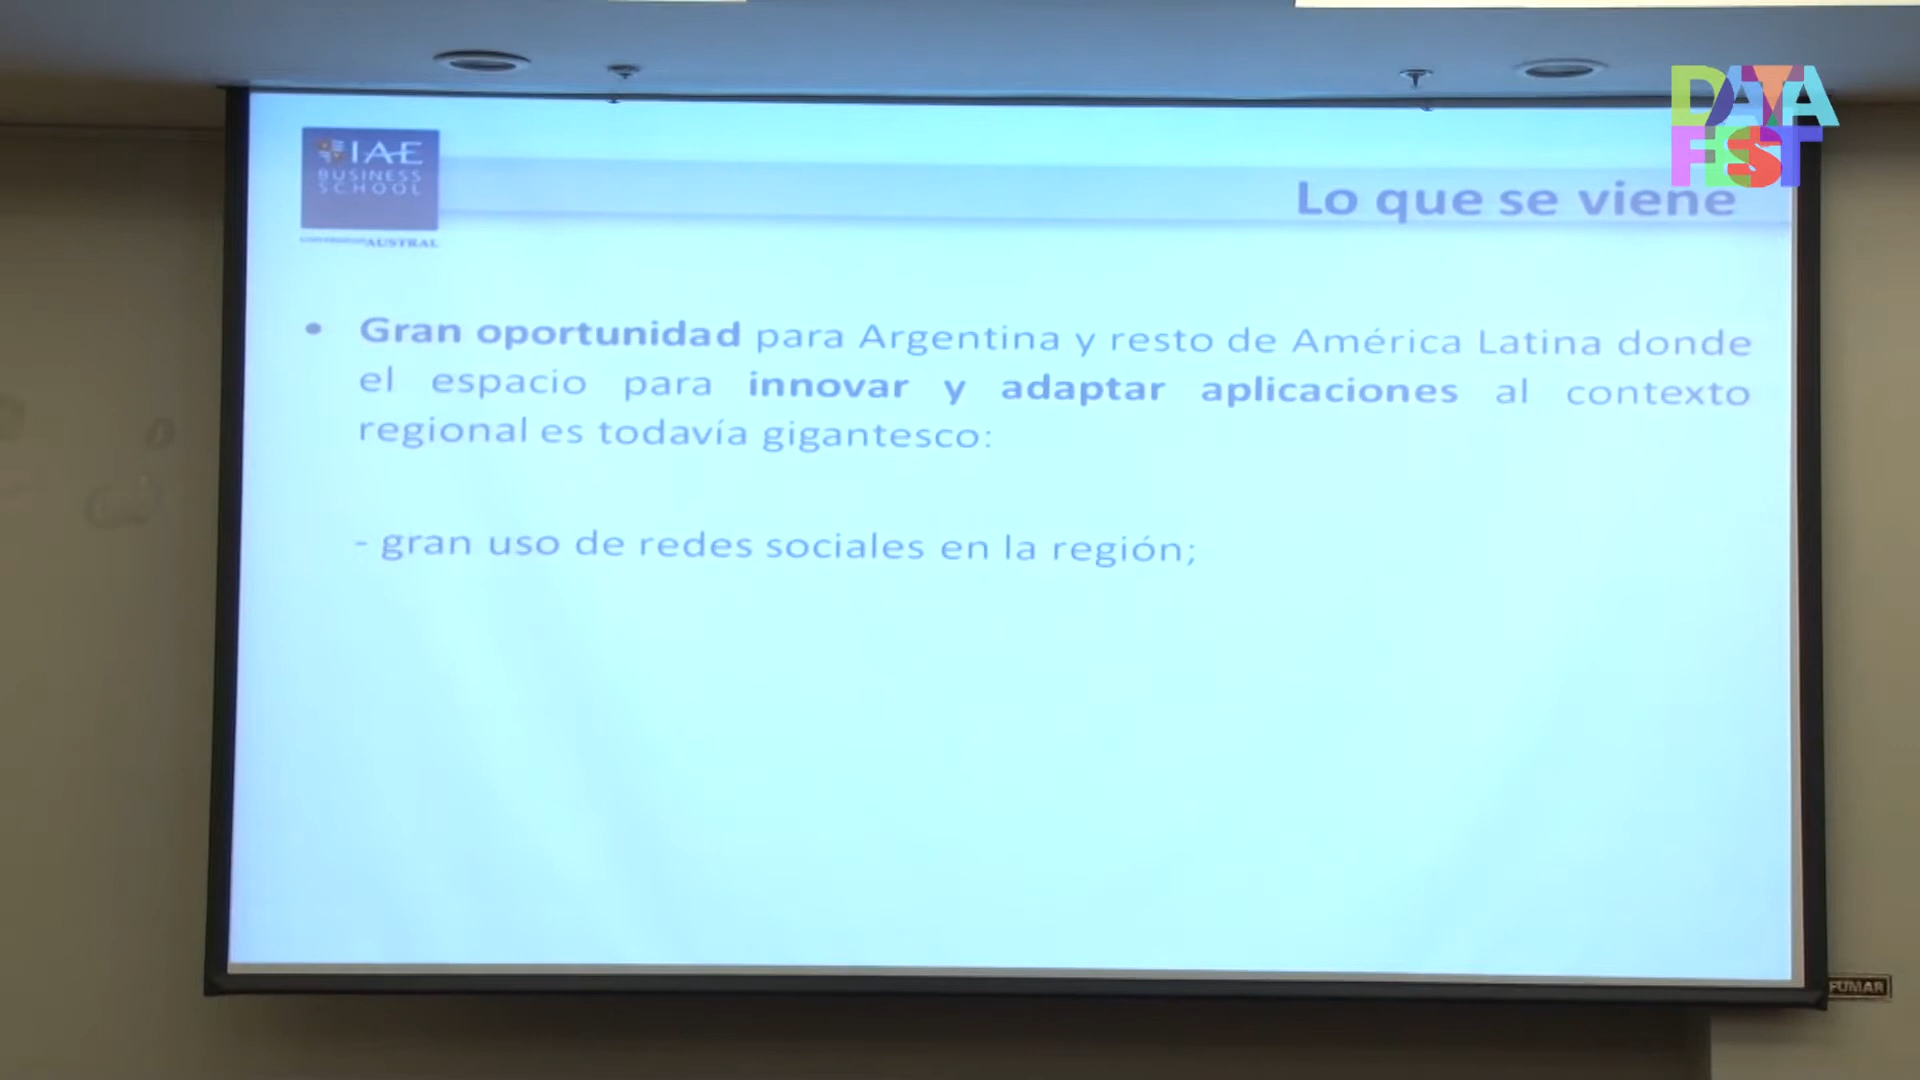 DATA
FEST
IAE
BUSINESS
SCHOOL
AUSTRAL
Lo que se viene
• Gran oportunidad para Argentina y resto de América Latina donde
el espacio para innovar y adaptar aplicaciones al contexto
regional es todavía gigantesco:
- gran uso de redes sociales en la región;
FUMAR